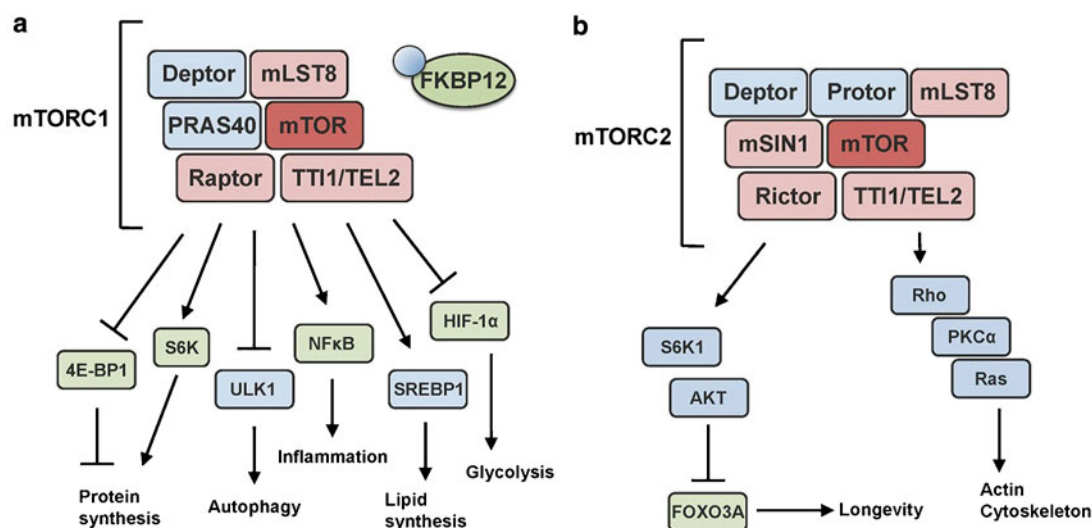 a
mTORC1
Deptor
mLST8
PRAS40
mTOR
Raptor
TTI1/TEL2
FKBP12
4E-BP1
S6K
ULK1
NFκB
SREBP1
HIF-1α
Protein
synthesis
Autophagy
Inflammation
Lipid
synthesis
Glycolysis
b
mTORC2
Deptor
Protor
mLST8
mSIN1
mTOR
Rictor
TTI1/TEL2
S6K1
AKT
FOXO3A
Longevity
Rho
PKCα
Ras
Actin
Cytoskeleton